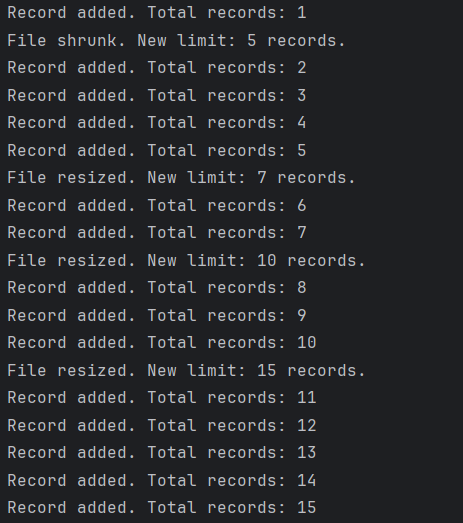 Record added. Total records: 1
File shrunk. New limit: 5 records.
Record added. Total records: 2
Record added. Total records: 3
Record added. Total records: 4
Record added. Total records: 5
File resized. New limit: 7 records.
Record added. Total records: 6
Record added. Total records: 7
File resized. New limit: 10 records.
Record added. Total records: 8
Record added. Total records: 9
Record added. Total records: 10
File resized. New limit: 15 records.
Record added. Total records: 11
Record added. Total records: 12
Record added. Total records: 13
Record added. Total records: 14
Record added. Total records: 15